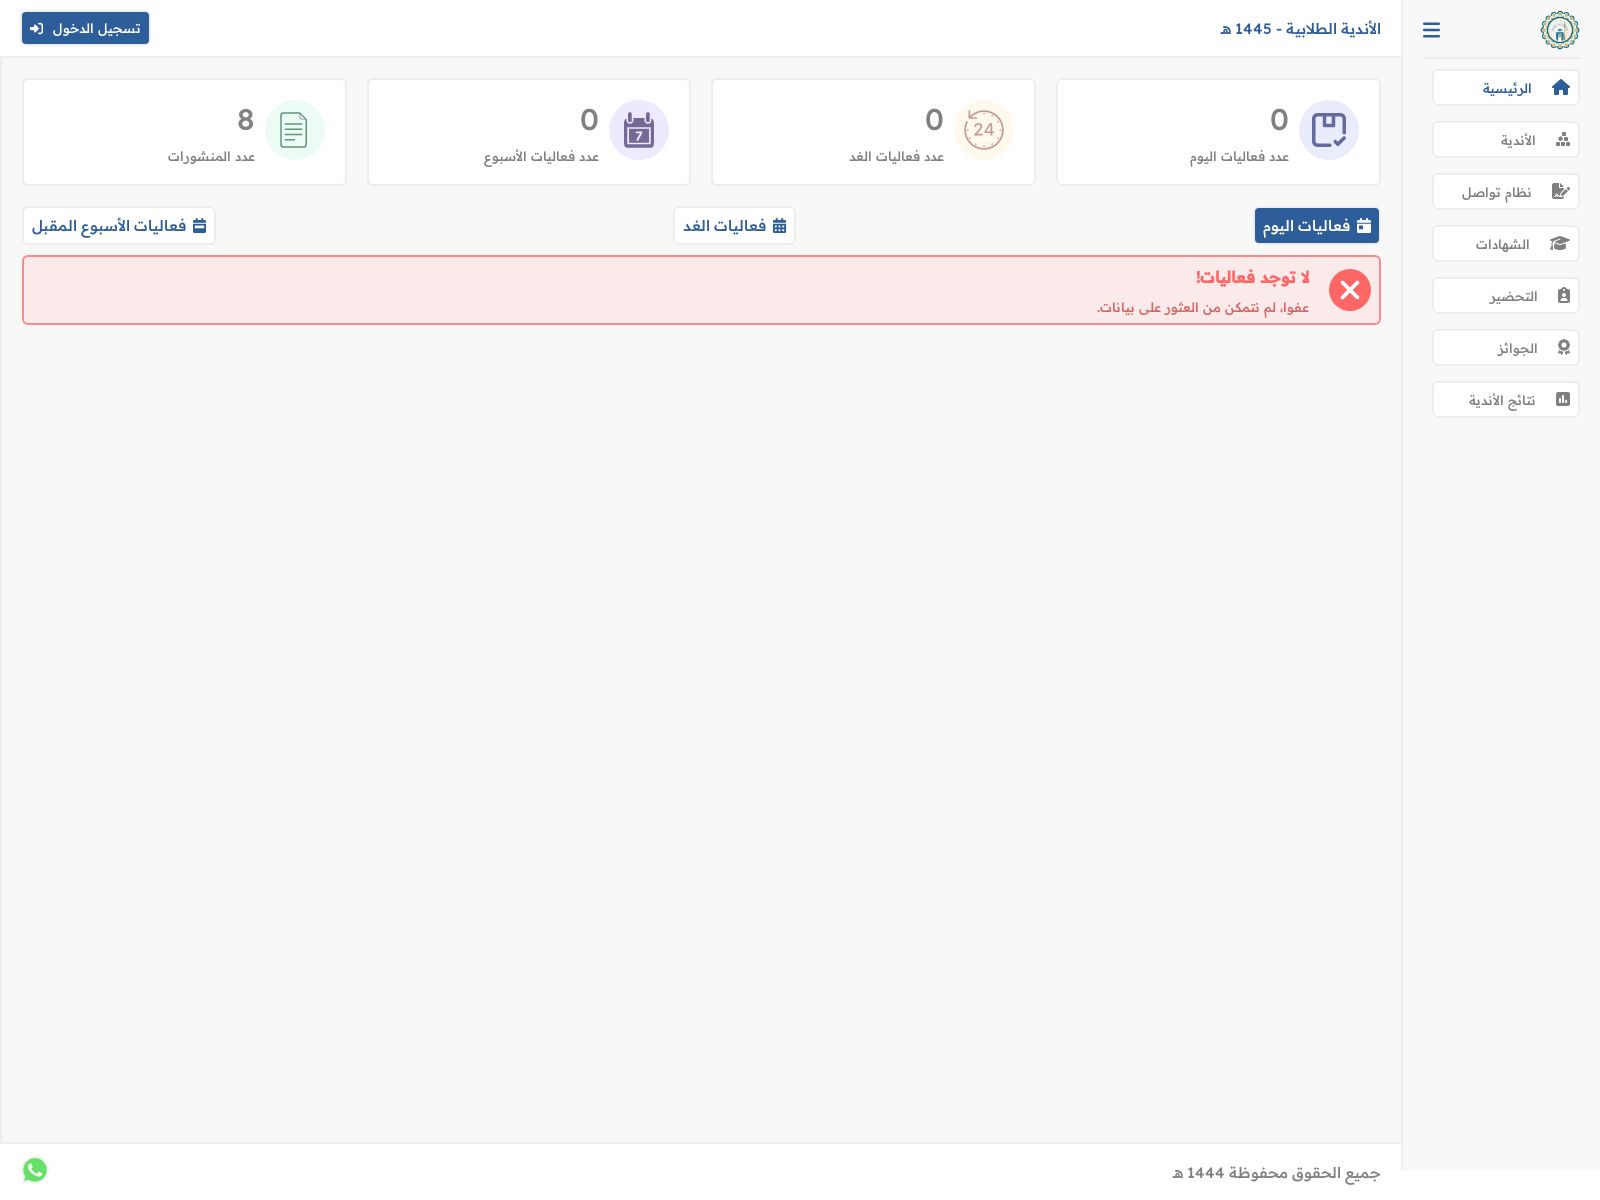 الأندية الطلابية - 1445 هـ
تسجيل الدخول
الرئيسية
الأندية
نظام تواصل
الشهادات
التحضير
الجوائز
نتائج الأندية
0
عدد فعاليات اليوم
24
0
عدد فعاليات الغد
7
0
عدد فعاليات الأسبوع
8
عدد المنشورات
فعاليات اليوم
فعاليات الغد
فعاليات الأسبوع المقبل
لا توجد فعاليات!
عفوا، لم نتمكن من العثور على بيانات.
جميع الحقوق محفوظة 1444 هـ